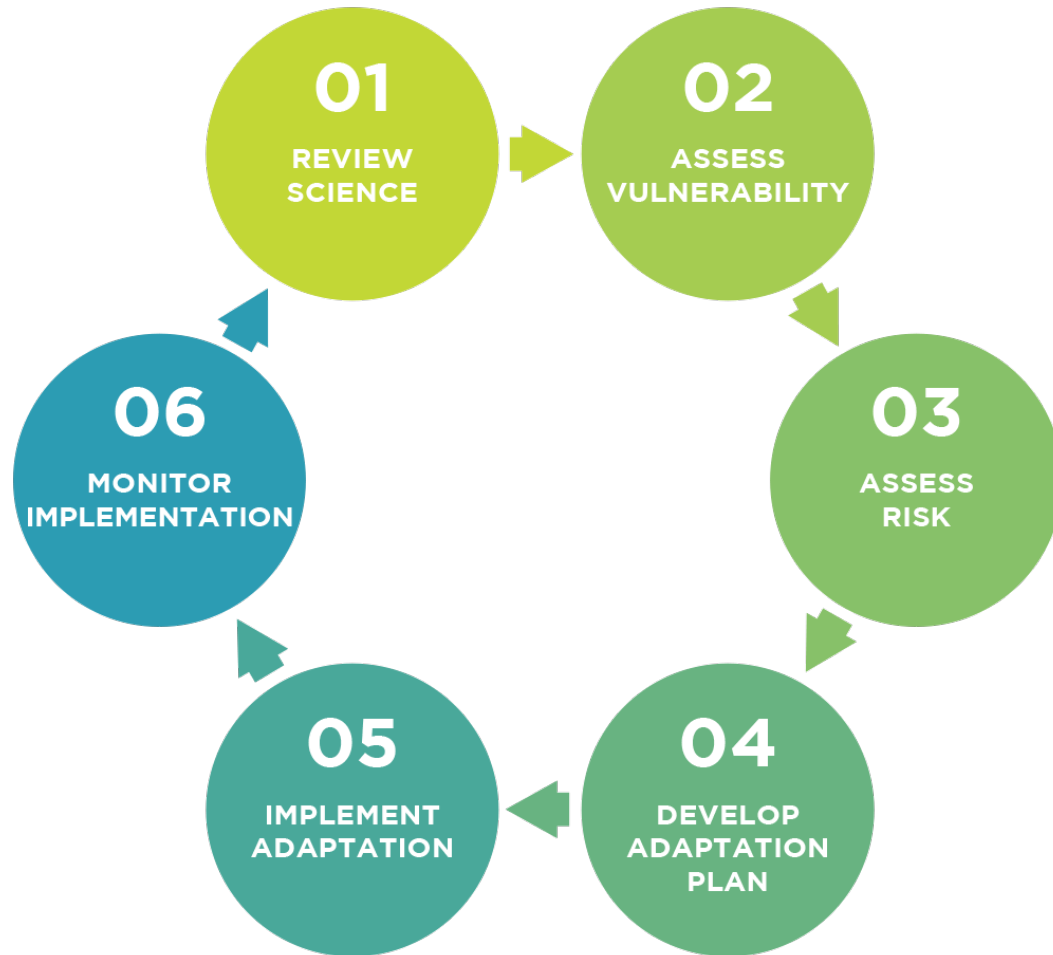 01
REVIEW
SCIENCE
02
ASSESS
VULNERABILITY
03
ASSESS
RISK
04
DEVELOP
ADAPTATION
PLAN
05
IMPLEMENT
ADAPTATION
06
MONITOR
IMPLEMENTATION